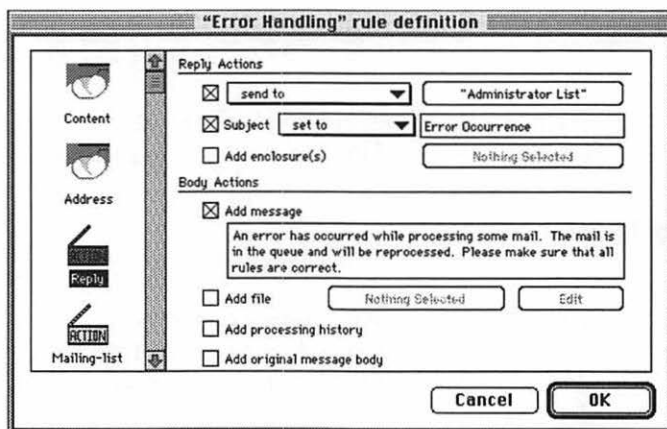 “Error Handling” rule definition
Content
Address
Reply
ACTION
Mailing-list
Reply Actions
send to
"Administrator List"
Subject
set to
Error Occurrence
Add enclosure(s)
Nothing Selected
Body Actions
Add message
An error has occurred while processing some mail. The mail is
in the queue and will be reprocessed. Please make sure that all
rules are correct.
Add file
Nothing Selected
Edit
Add processing history
Add original message body
Cancel
OK